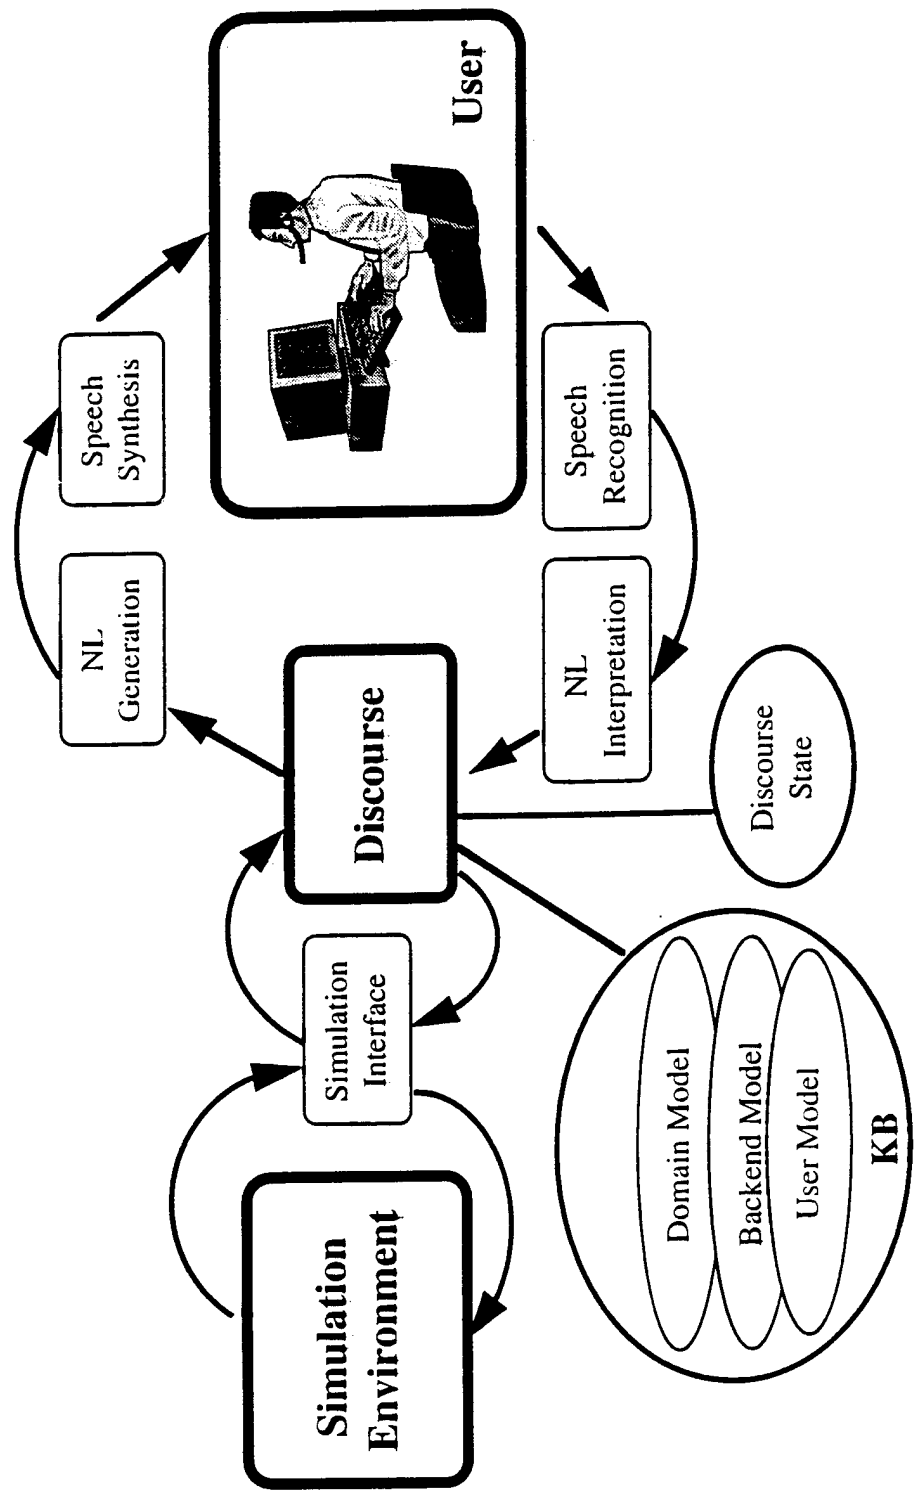 Speech
Synthesis
NL
Generation
User
Simulation
Environment
Simulation
Interface
Discourse
Speech
Recognition
NL
Interpretation
Discourse
State
Domain Model
Backend Model
User Model
KB